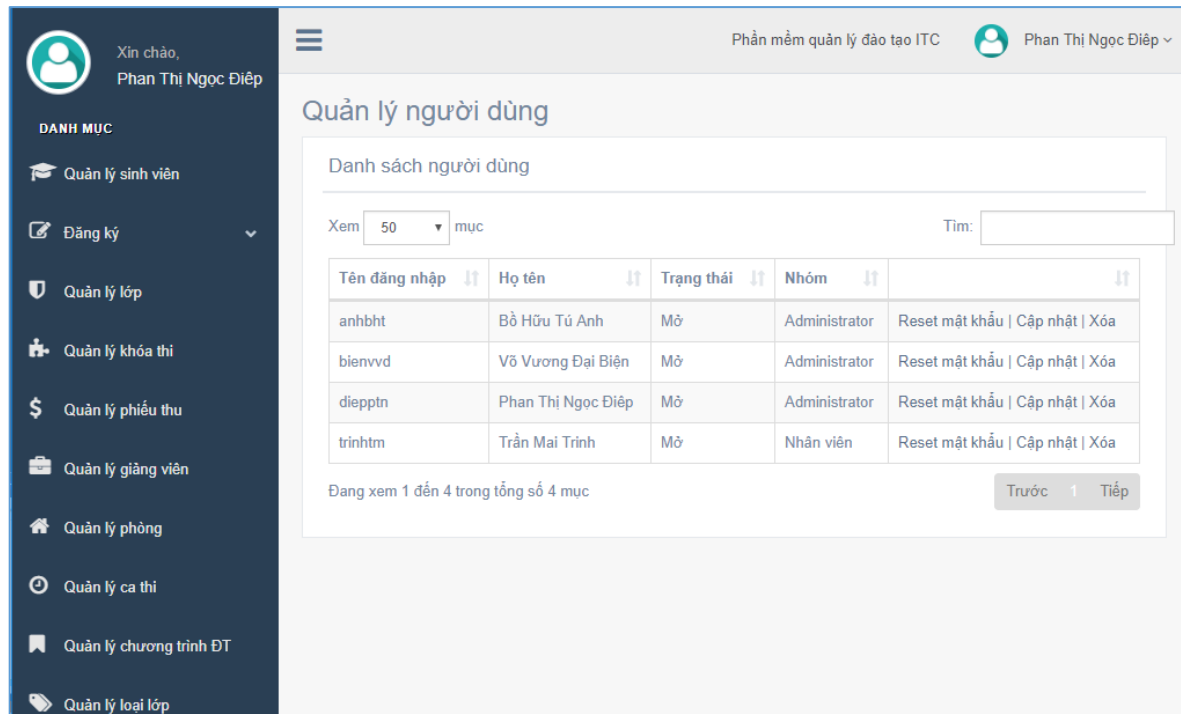 Xin chào,
Phan Thị Ngọc Điêp
DANH MỤC
Quản lý sinh viên
Đăng ký
Quản lý lớp
Quản lý khóa thi
Quản lý phiếu thu
Quản lý giảng viên
Quản lý phòng
Quản lý ca thi
Quản lý chương trình ĐT
Quản lý loại lớp
Phần mềm quản lý đào tạo ITC Phan Thị Ngọc Điêp
Quản lý người dùng
Danh sách người dùng
Xem 50 mục Tìm:
Tên đăng nhập Họ tên Trạng thái Nhóm
anhbht Bồ Hữu Tú Anh Mở Administrator Reset mật khẩu | Cập nhật | Xóa
bienvvd Võ Vương Đại Biện Mở Administrator Reset mật khẩu | Cập nhật | Xóa
diepptn Phan Thị Ngọc Điêp Mở Administrator Reset mật khẩu | Cập nhật | Xóa
trinhtm Trần Mai Trinh Mở Nhân viên Reset mật khẩu | Cập nhật | Xóa
Đang xem 1 đến 4 trong tổng số 4 mục Trước 1 Tiếp